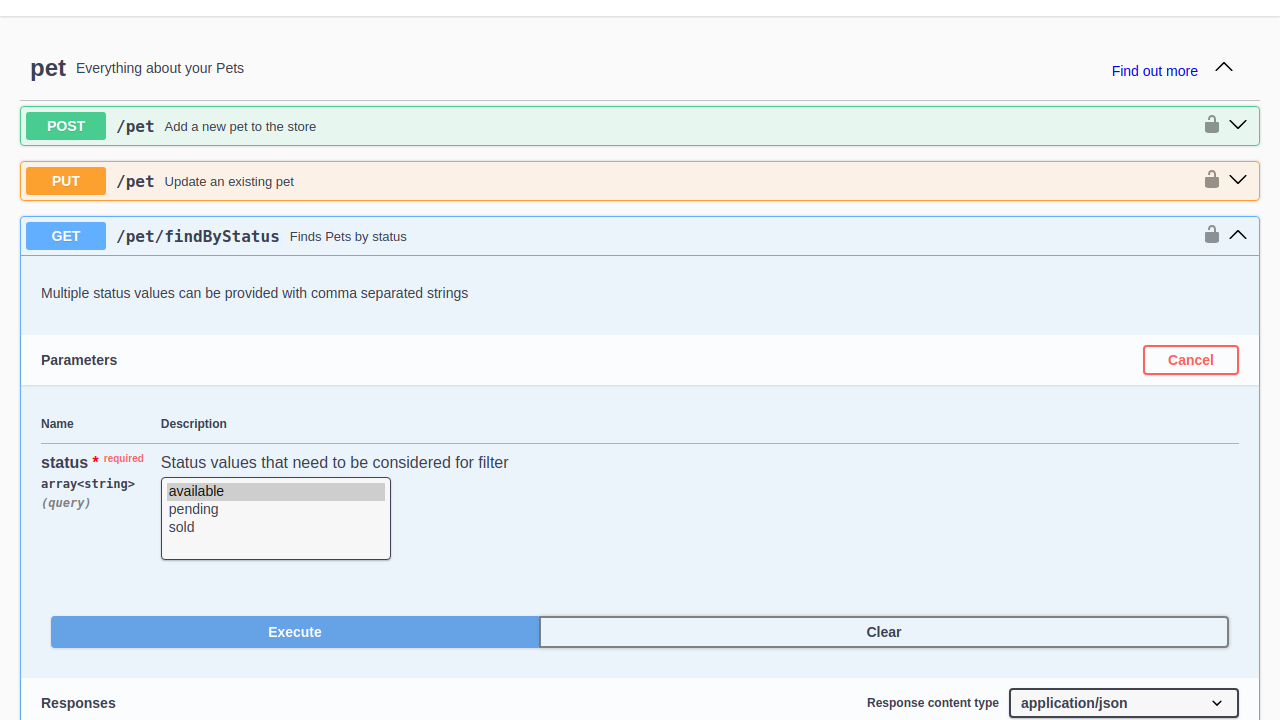 pet Everything about your Pets Find out more
POST /pet Add a new pet to the store
PUT /pet Update an existing pet
GET /pet/findByStatus Finds Pets by status
Multiple status values can be provided with comma separated strings
Parameters Cancel
Name Description
status * required Status values that need to be considered for filter
array<string> available
(query) pending
sold
Execute Clear
Responses Response content type application/json